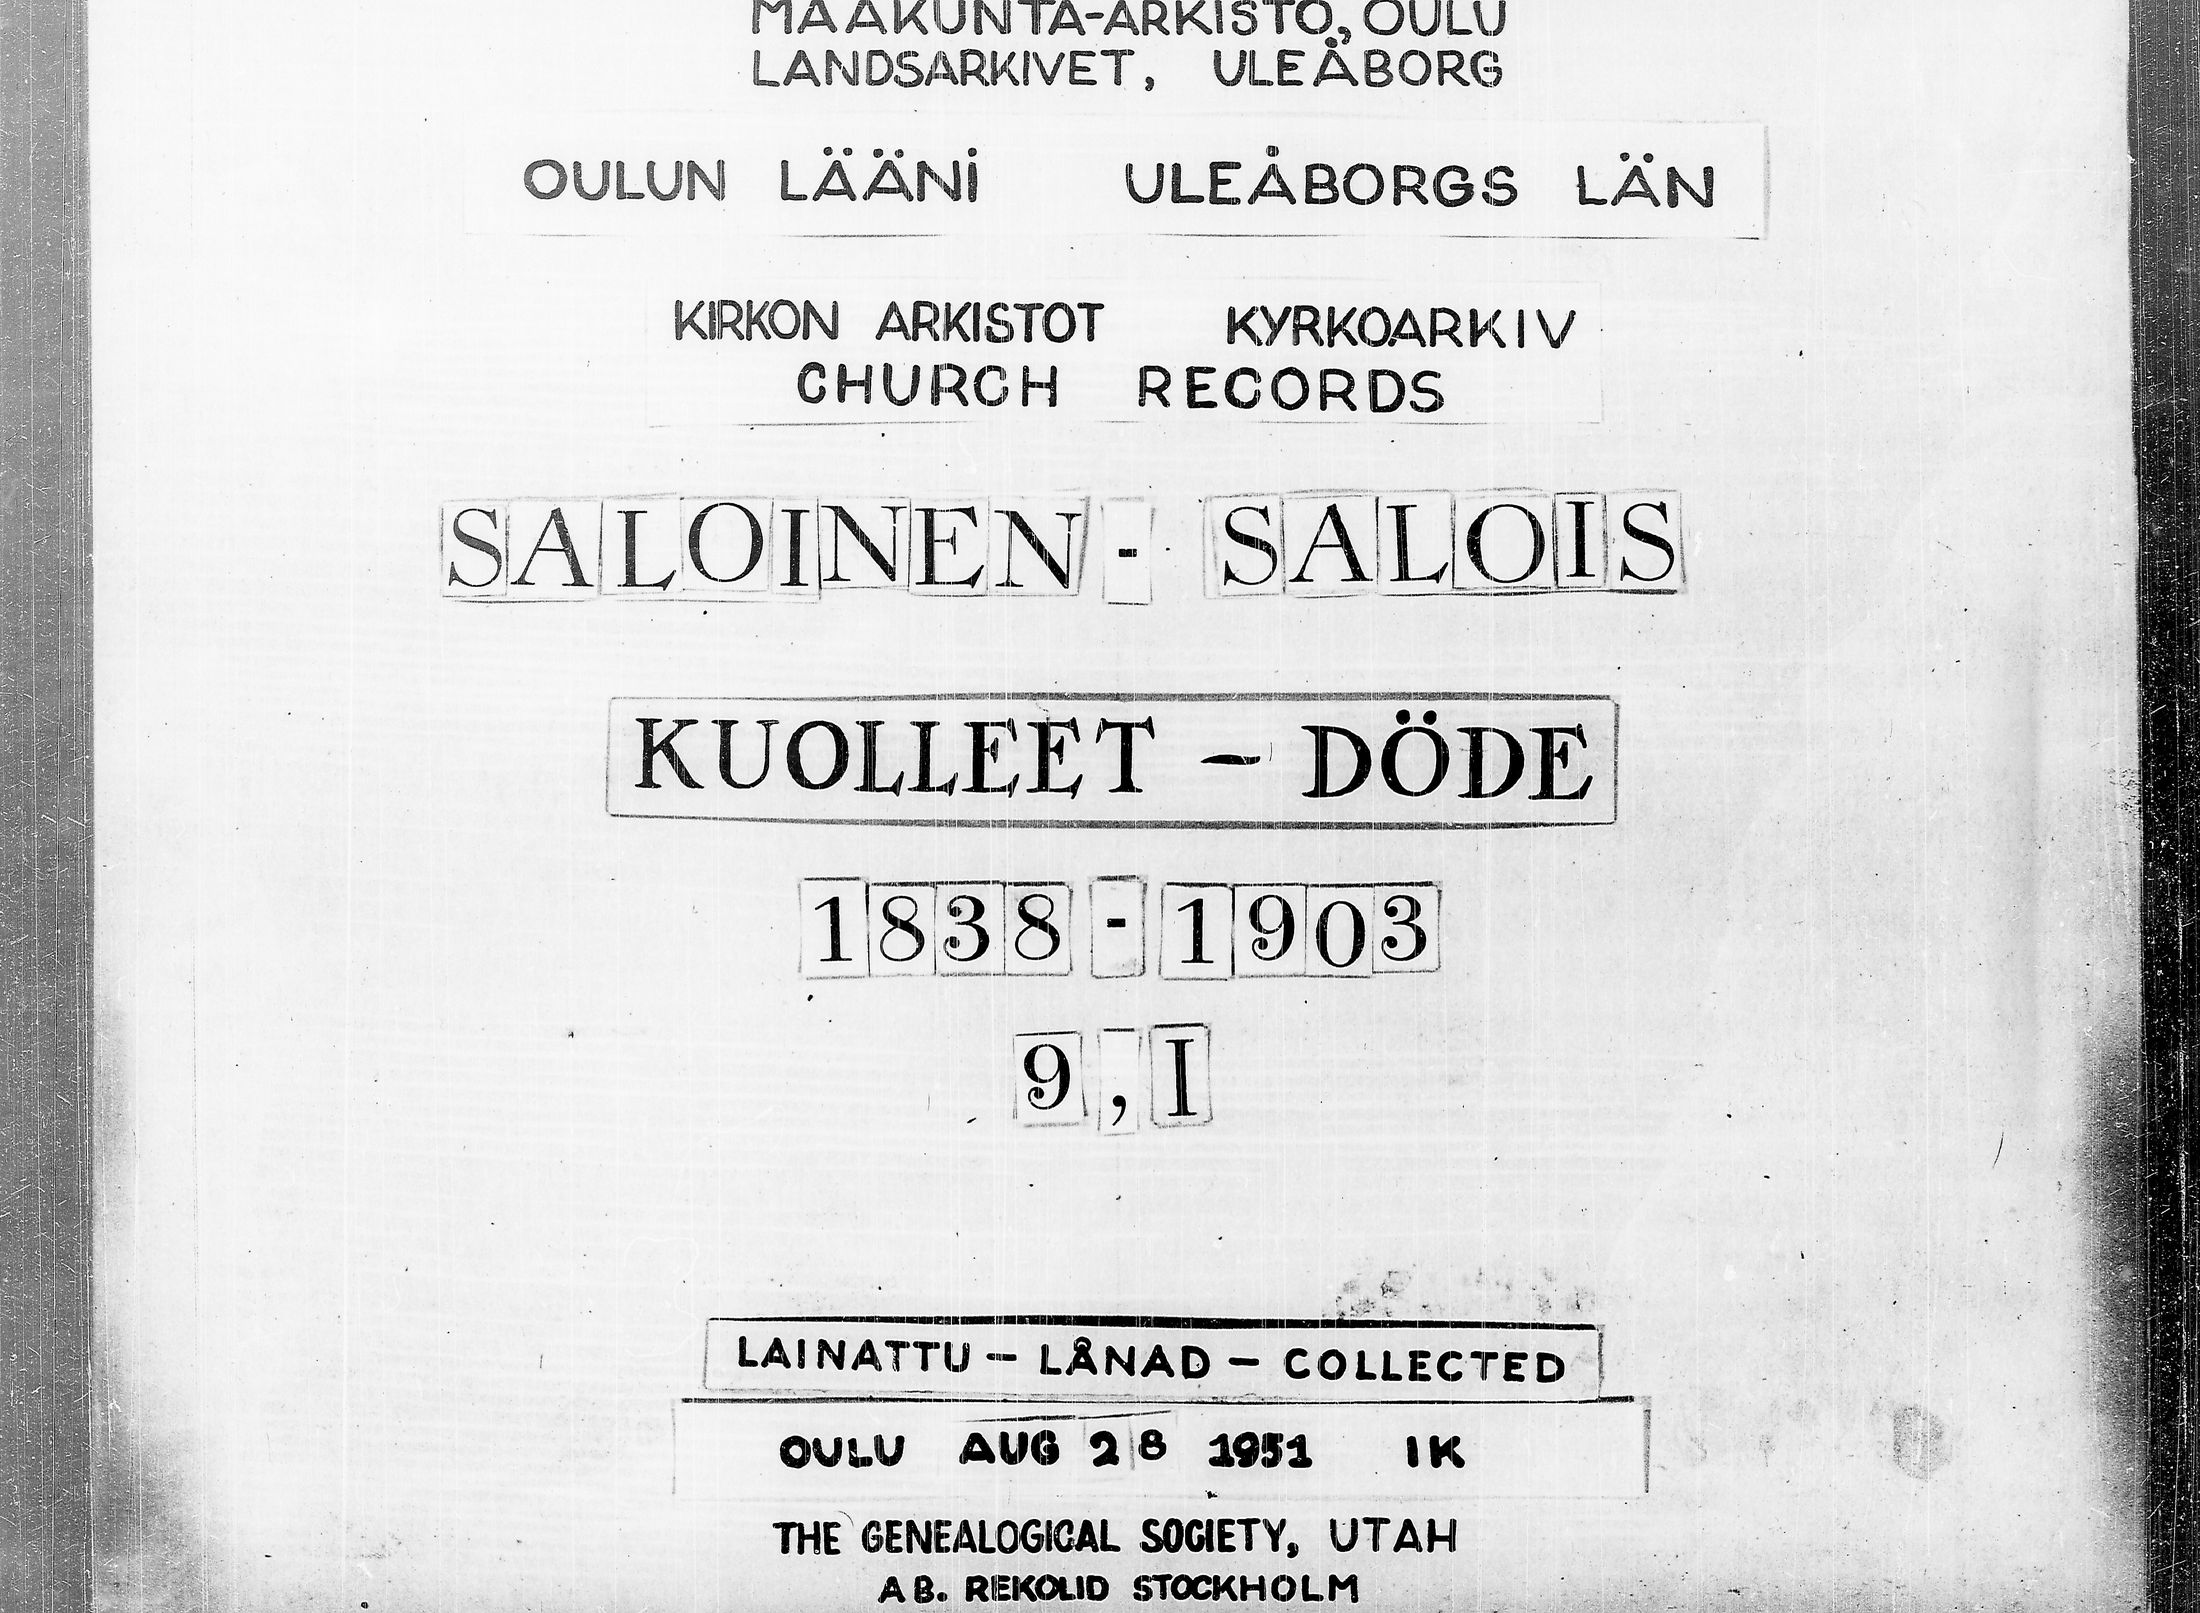 MAAKUNTA-ARKISTO, OULU
LANDSARKIVET, ULEÅBORG
OULUN LÄÄNI ULEÅBORGS LÄN
KIRKON ARKISTOT KYRKOARKIV
CHURCH RECORDS
SALOINEN - SALOIS
KUOLLEET - DÖDE
1838 - 1903
9, I
LAINATTU - LÅNAD - COLLECTED
OULU AUG 28 1951 IK
THE GENEALOGICAL SOCIETY, UTAH
AB. REKOLID STOCKHOLM